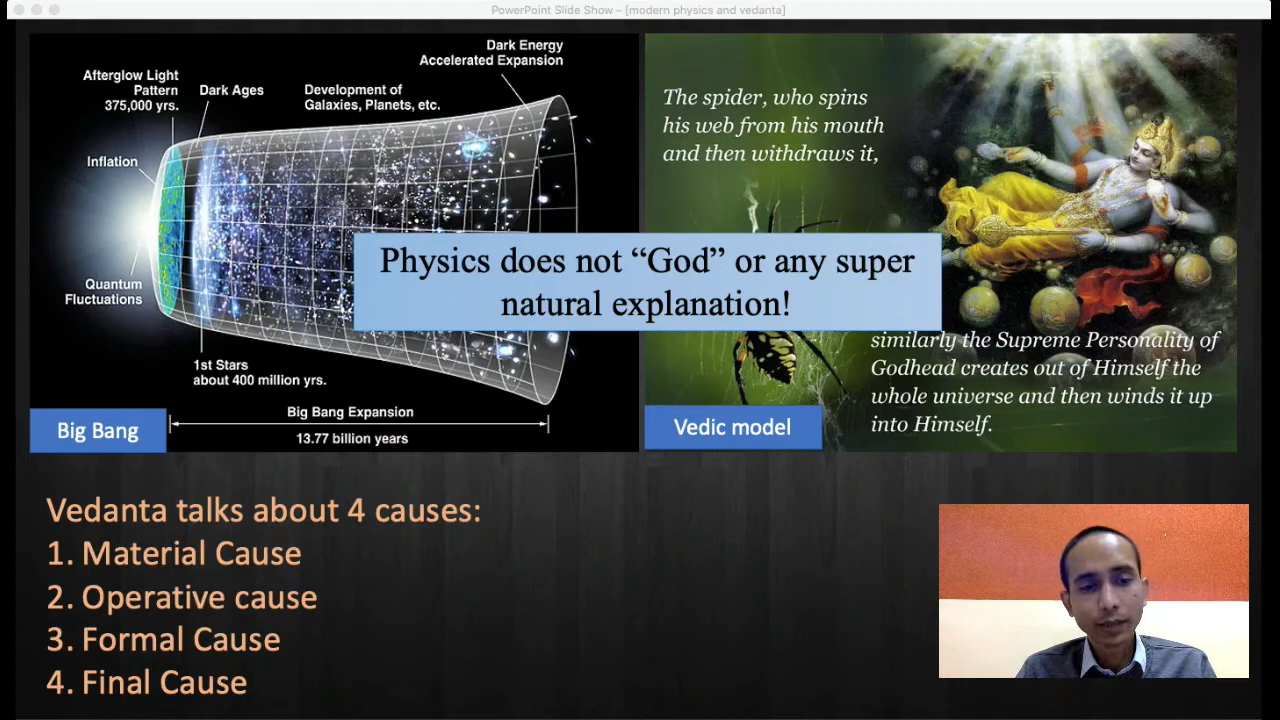 PowerPoint Slide Show – [modern physics and vedanta]
Dark Energy
Accelerated Expansion
Afterglow Light
Pattern
375,000 yrs.
Dark Ages
Development of
Galaxies, Planets, etc.
Inflation
Quantum
Fluctuations
1st Stars
about 400 million yrs.
Big Bang Expansion
13.77 billion years
Big Bang
The spider, who spins
his web from his mouth
and then withdraws it,
Physics does not “God” or any super
natural explanation!
similarly the Supreme Personality of
Godhead creates out of Himself the
whole universe and then winds it up
into Himself.
Vedic model
Vedanta talks about 4 causes:
1. Material Cause
2. Operative cause
3. Formal Cause
4. Final Cause